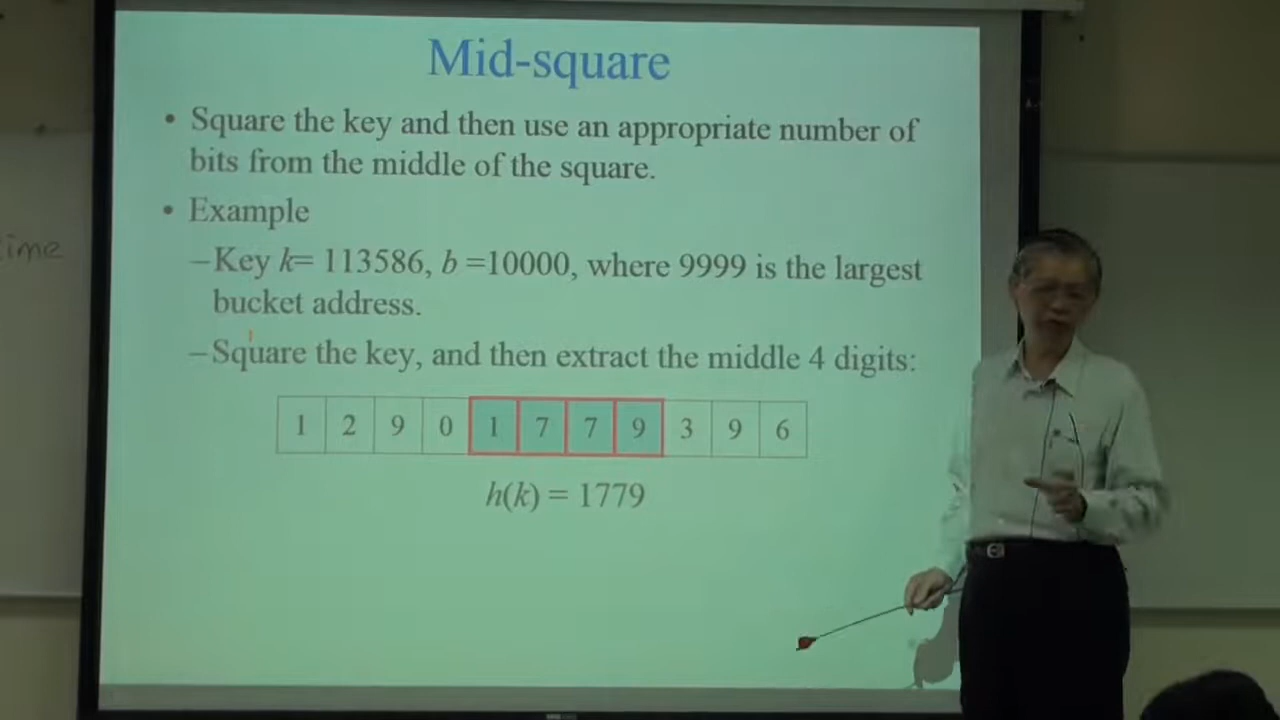 Mid-square
• Square the key and then use an appropriate number of
bits from the middle of the square.
• Example
–Key k= 113586, b =10000, where 9999 is the largest
bucket address.
–Square the key, and then extract the middle 4 digits:
1 2 9 0 1 7 7 9 3 9 6
h(k) = 1779
ime